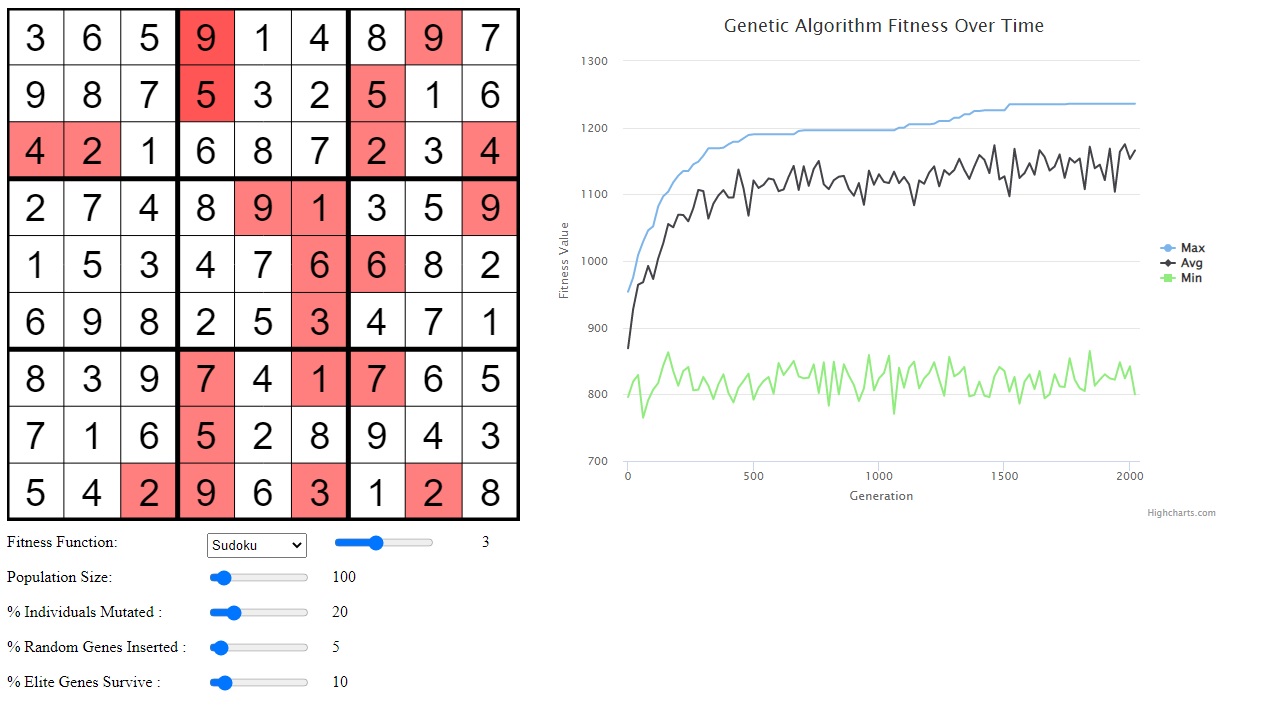 3 6 5 9 1 4 8 9 7
9 8 7 5 3 2 5 1 6
4 2 1 6 8 7 2 3 4
2 7 4 8 9 1 3 5 9
1 5 3 4 7 6 6 8 2
6 9 8 2 5 3 4 7 1
8 3 9 7 4 1 7 6 5
7 1 6 5 2 8 9 4 3
5 4 2 9 6 3 1 2 8
Fitness Function: Sudoku 3
Population Size: 100
% Individuals Mutated : 20
% Random Genes Inserted : 5
% Elite Genes Survive : 10
Genetic Algorithm Fitness Over Time
Fitness Value
1300
1200
1100
1000
900
800
700
0 500 1000 1500 2000
Generation
Max
Avg
Min
Highcharts.com